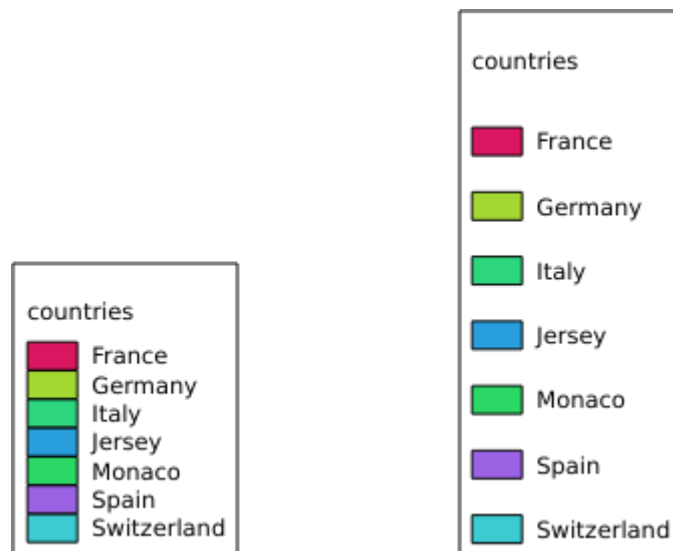 countries
France
Germany
Italy
Jersey
Monaco
Spain
Switzerland
countries
France
Germany
Italy
Jersey
Monaco
Spain
Switzerland